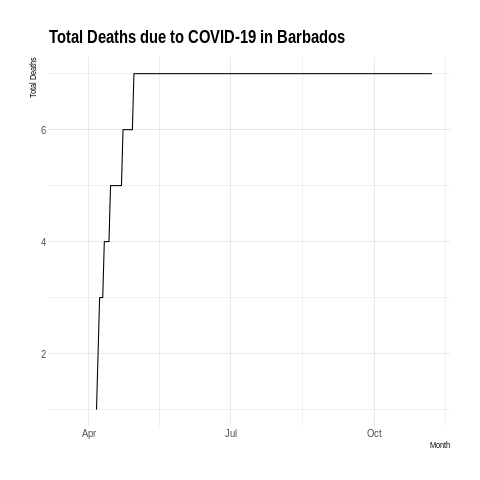 Total Deaths due to COVID-19 in Barbados
Total Deaths
6
4
2
Apr Jul Oct
Month